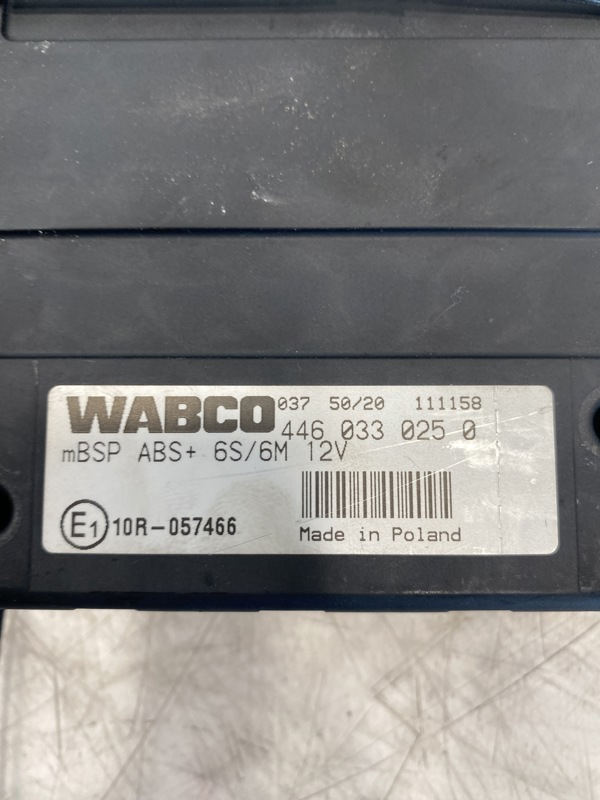 WABCO 037 50/20 111158
446 033 025 0
mBSP ABS+ 6S/6M 12V
E1 10R-057466
Made in Poland